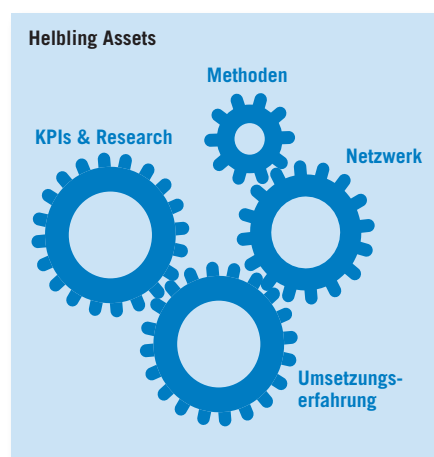 Helbling Assets
Methoden
KPIs & Research
Netzwerk
Umsetzungs-
erfahrung